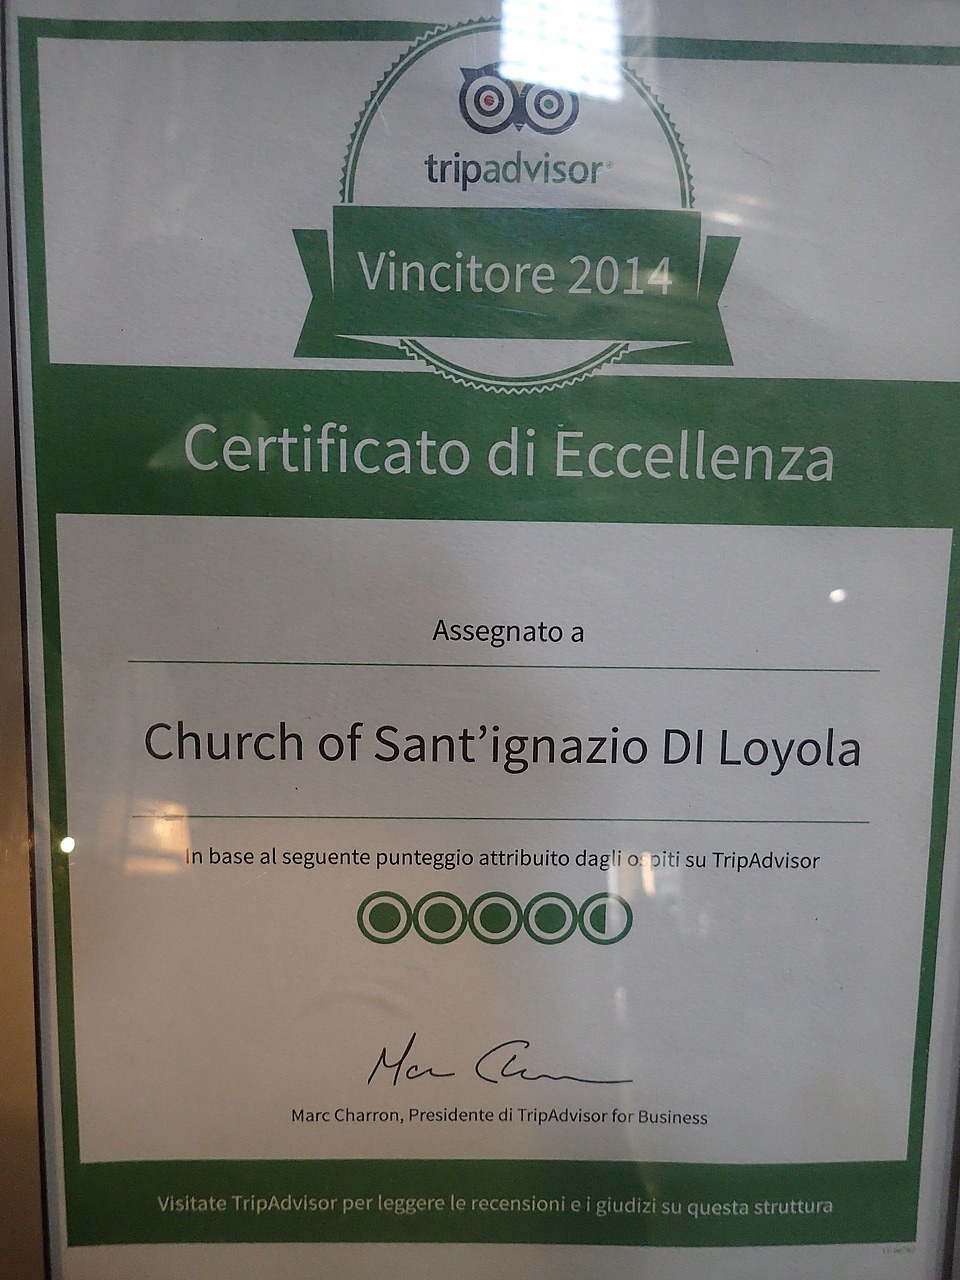 tripadvisor®
Vincitore 2014
Certificato di Eccellenza
Assegnato a
Church of Sant'ignazio DI Loyola
In base al seguente punteggio attribuito dagli ospiti su TripAdvisor
Marc Charron, Presidente di TripAdvisor for Business
Visitate TripAdvisor per leggere le recensioni e i giudizi su questa struttura